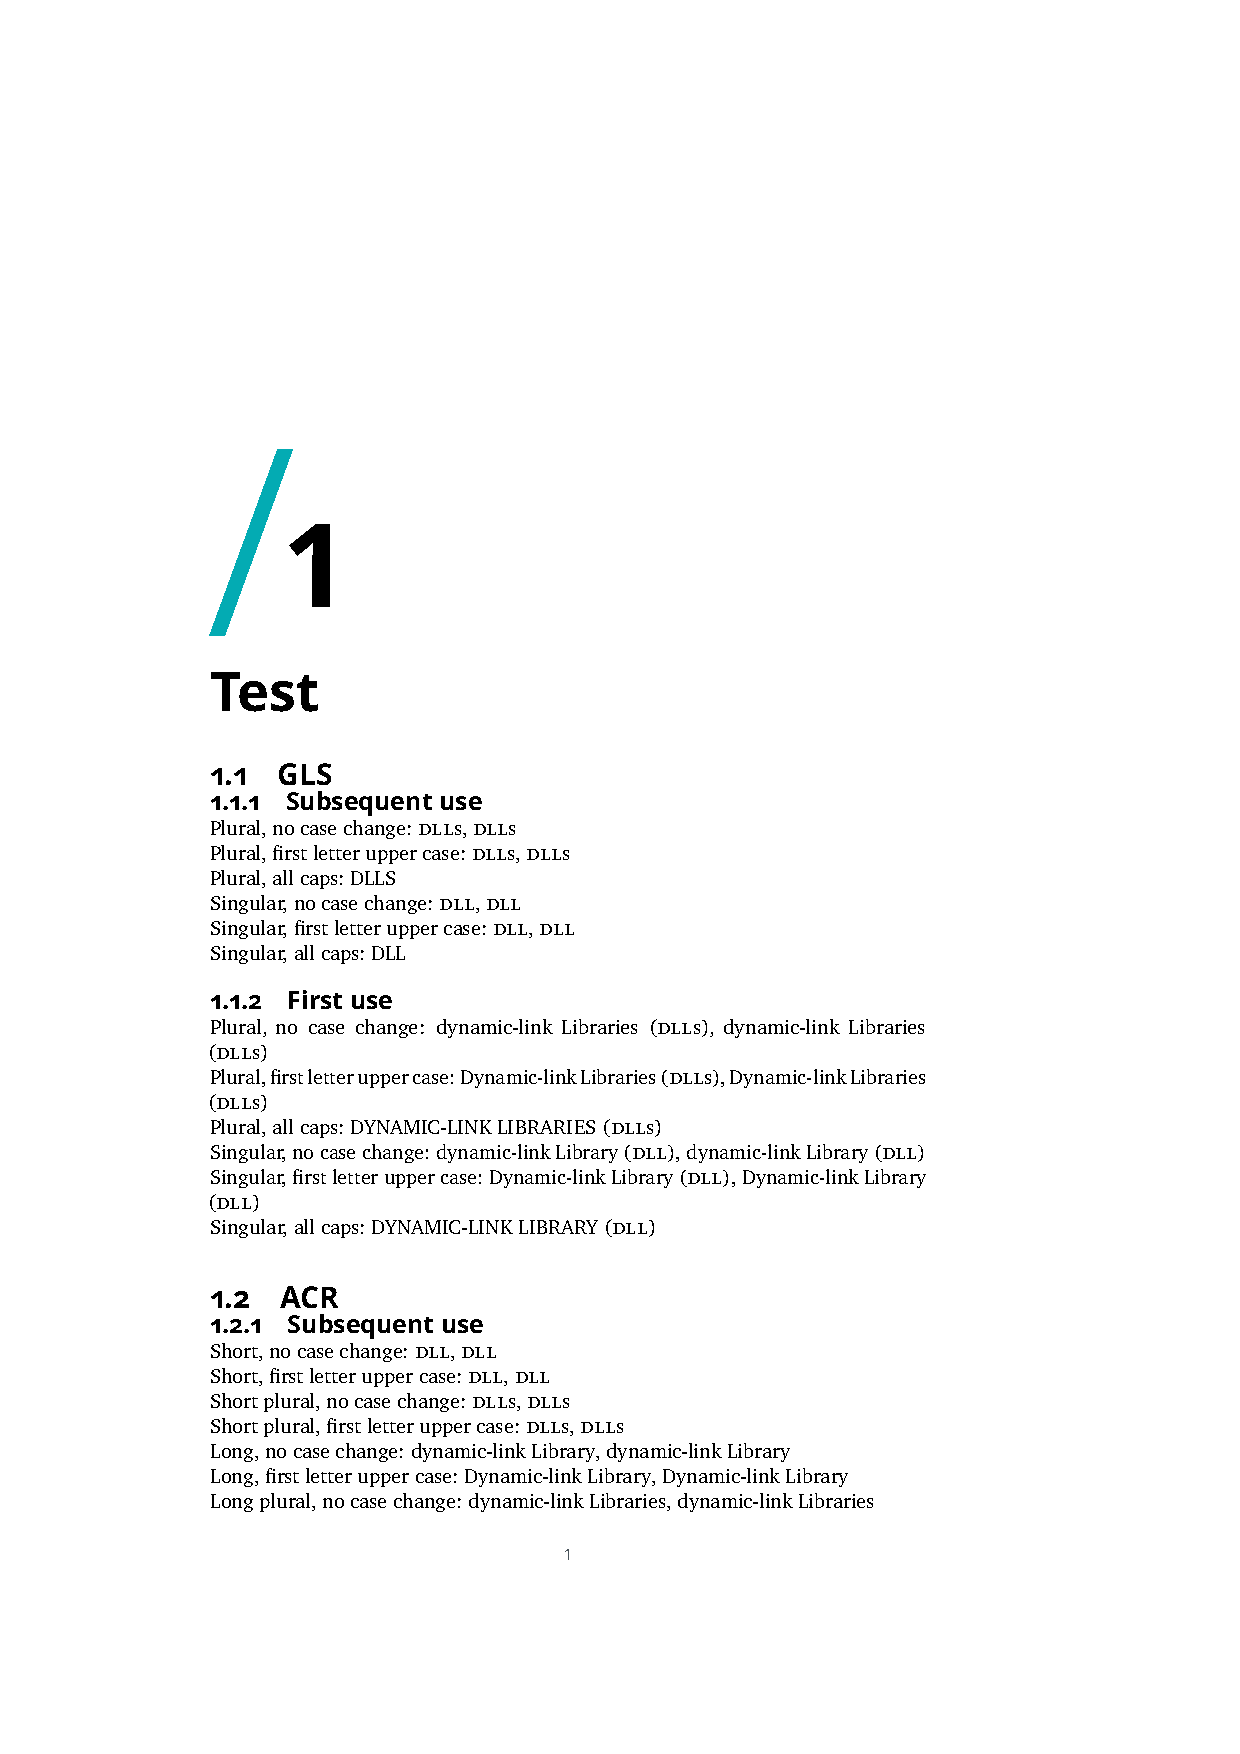 /1
Test
1.1 GLS
1.1.1 Subsequent use
Plural, no case change: DLLs, DLLs
Plural, first letter upper case: DLLs, DLLs
Plural, all caps: DLLS
Singular, no case change: DLL, DLL
Singular, first letter upper case: DLL, DLL
Singular, all caps: DLL
1.1.2 First use
Plural, no case change: dynamic-link Libraries (DLLs), dynamic-link Libraries
(DLLs)
Plural, first letter upper case: Dynamic-link Libraries (DLLs), Dynamic-link Libraries
(DLLs)
Plural, all caps: DYNAMIC-LINK LIBRARIES (DLLs)
Singular, no case change: dynamic-link Library (DLL), dynamic-link Library (DLL)
Singular, first letter upper case: Dynamic-link Library (DLL), Dynamic-link Library
(DLL)
Singular, all caps: DYNAMIC-LINK LIBRARY (DLL)
1.2 ACR
1.2.1 Subsequent use
Short, no case change: DLL, DLL
Short, first letter upper case: DLL, DLL
Short plural, no case change: DLLs, DLLs
Short plural, first letter upper case: DLLs, DLLs
Long, no case change: dynamic-link Library, dynamic-link Library
Long, first letter upper case: Dynamic-link Library, Dynamic-link Library
Long plural, no case change: dynamic-link Libraries, dynamic-link Libraries
1